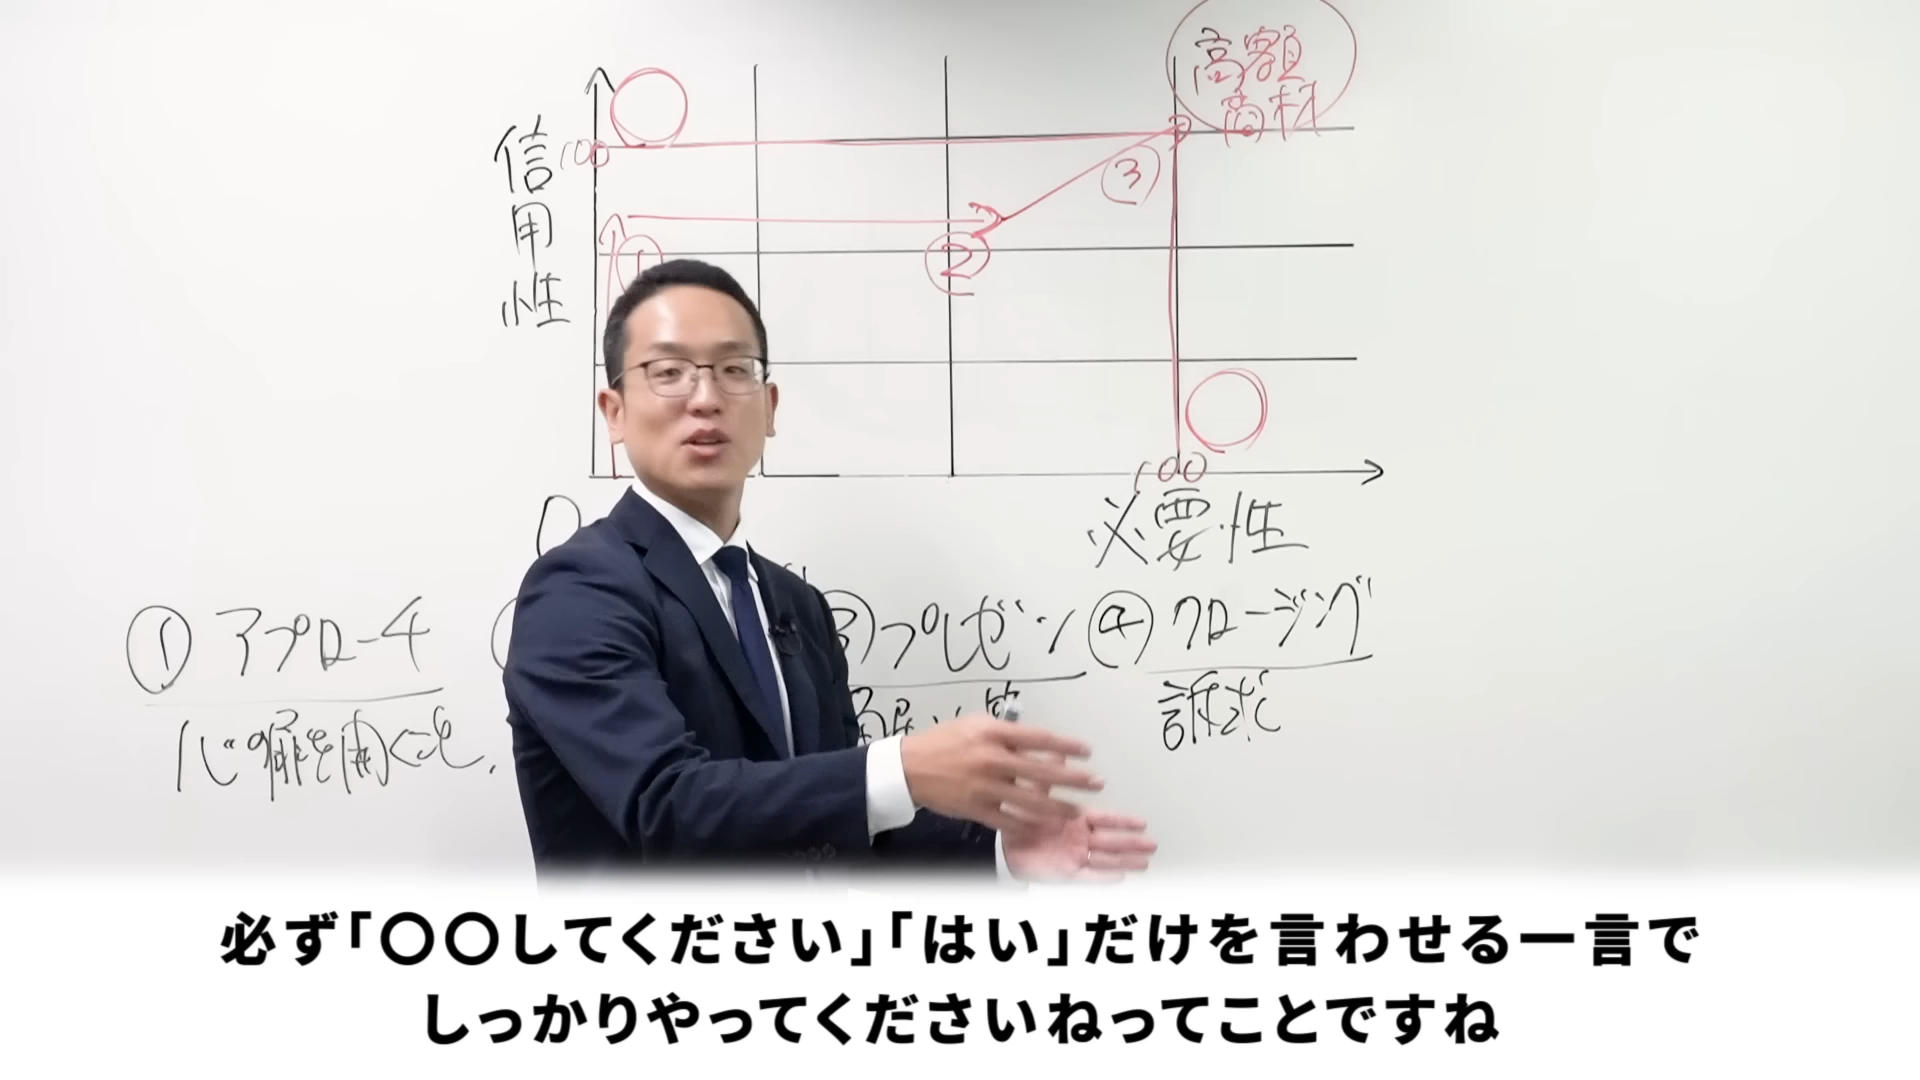 高額
商材
信用性
100
①
②
③
100
必要性
① アプローチ
心の扉を開くこと。
③プレゼン
④クロージング
訴求
必ず「〇〇してください」「はい」だけを言わせる一言で
しっかりやってくださいねってことですね